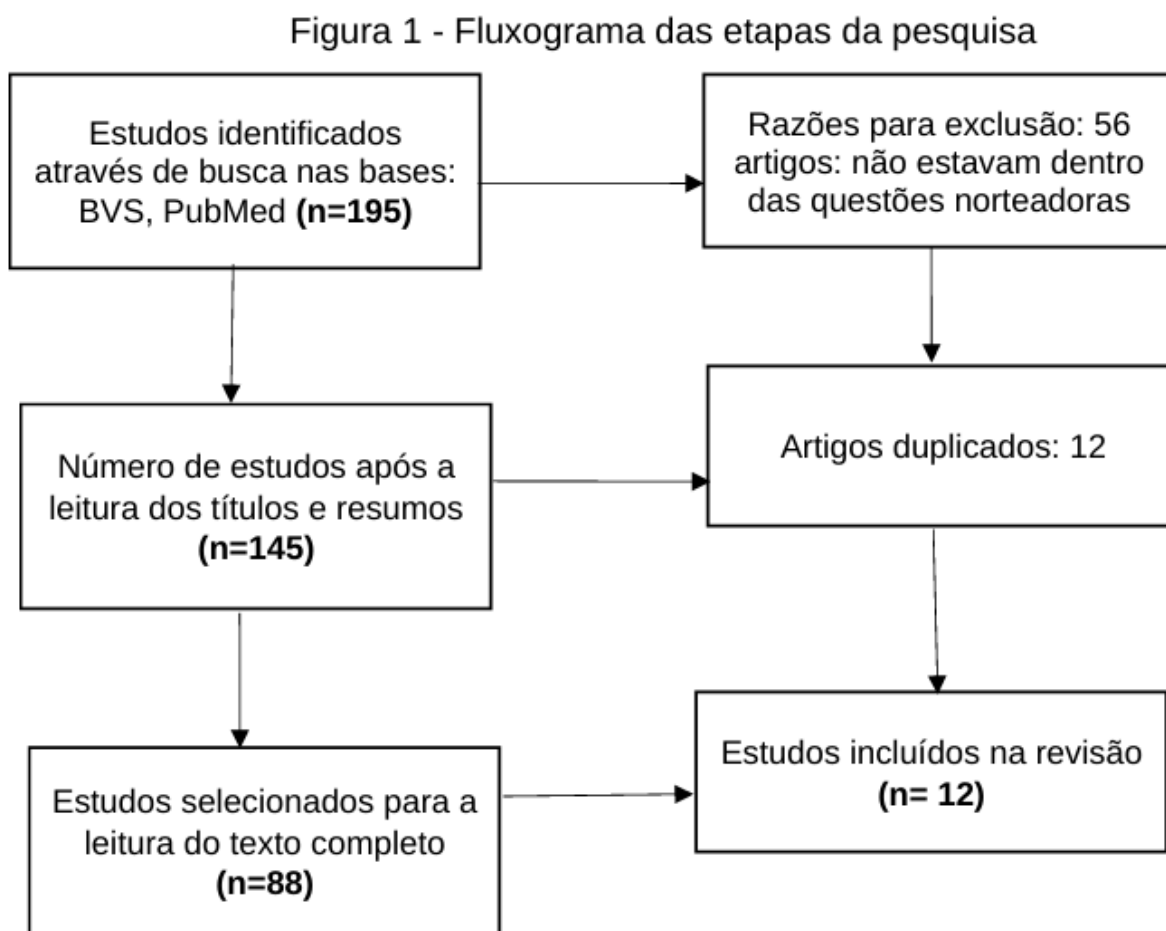 Figura 1 - Fluxograma das etapas da pesquisa
Estudos identificados
através de busca nas bases:
BVS, PubMed (n=195)
Razões para exclusão: 56
artigos: não estavam dentro
das questões norteadoras
Número de estudos após a
leitura dos títulos e resumos
(n=145)
Artigos duplicados: 12
Estudos selecionados para a
leitura do texto completo
(n=88)
Estudos incluídos na revisão
(n= 12)